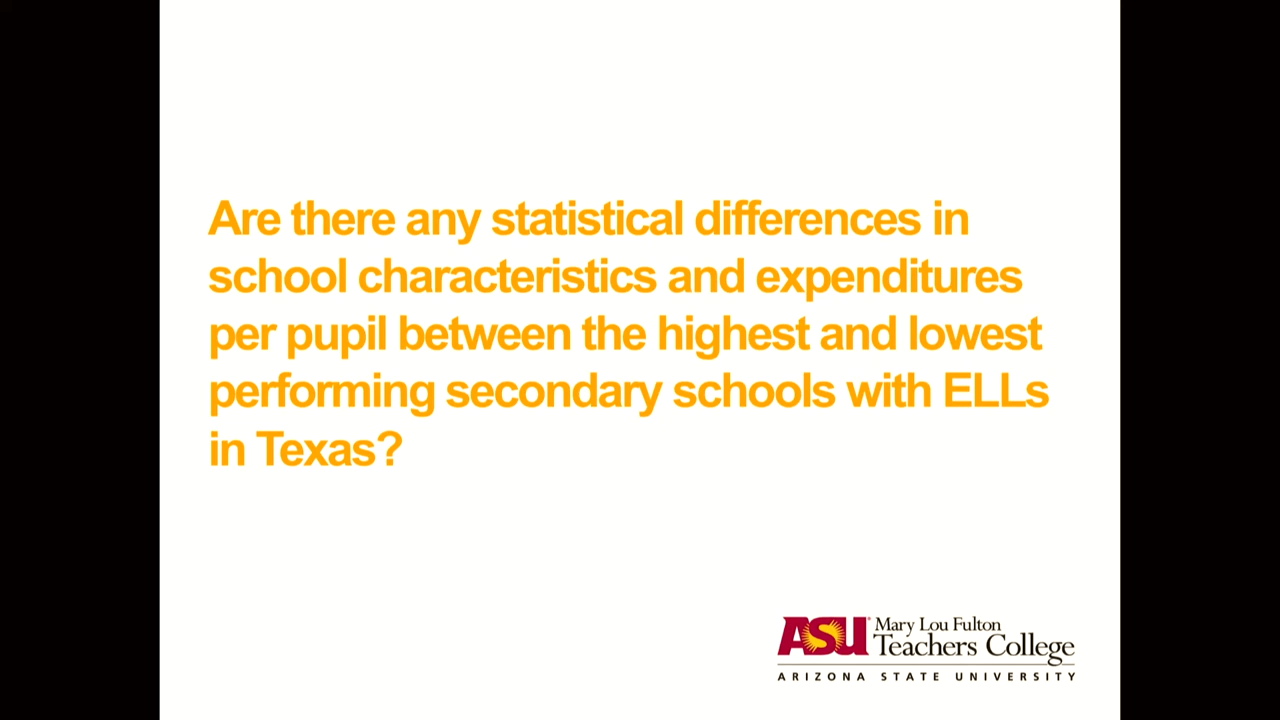 Are there any statistical differences in
school characteristics and expenditures
per pupil between the highest and lowest
performing secondary schools with ELLs
in Texas?
ASU Mary Lou Fulton
Teachers College
ARIZONA STATE UNIVERSITY